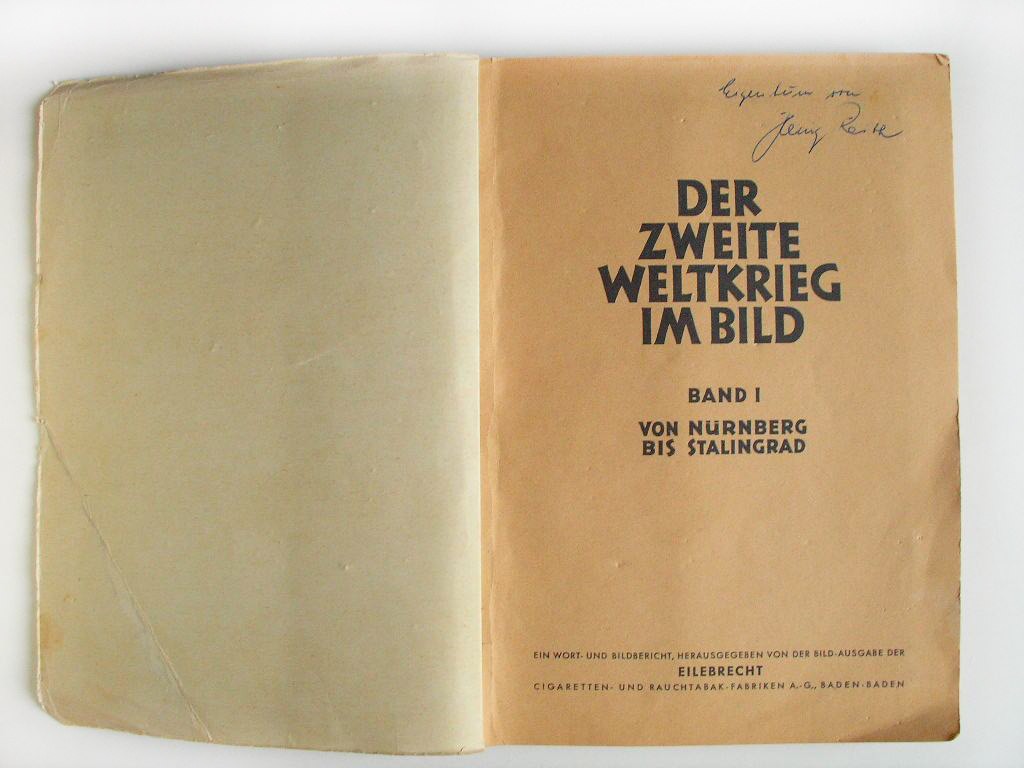 Eigentum von
DER
ZWEITE
WELTKRIEG
IM BILD
BAND I
VON NÜRNBERG
BIS STALINGRAD
EIN WORT- UND BILDBERICHT, HERAUSGEGEBEN VON DER BILD-AUSGABE DER
EILEBRECHT
CIGARETTEN- UND RAUCHTABAK-FABRIKEN A.-G., BADEN-BADEN